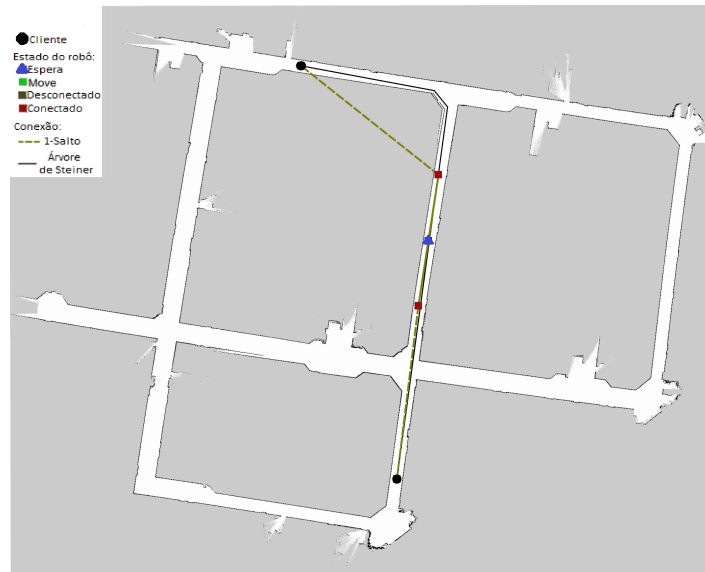 Cliente
Estado do robô:
Espera
Move
Desconectado
Conectado
Conexão:
1-Salto
Árvore
de Steiner